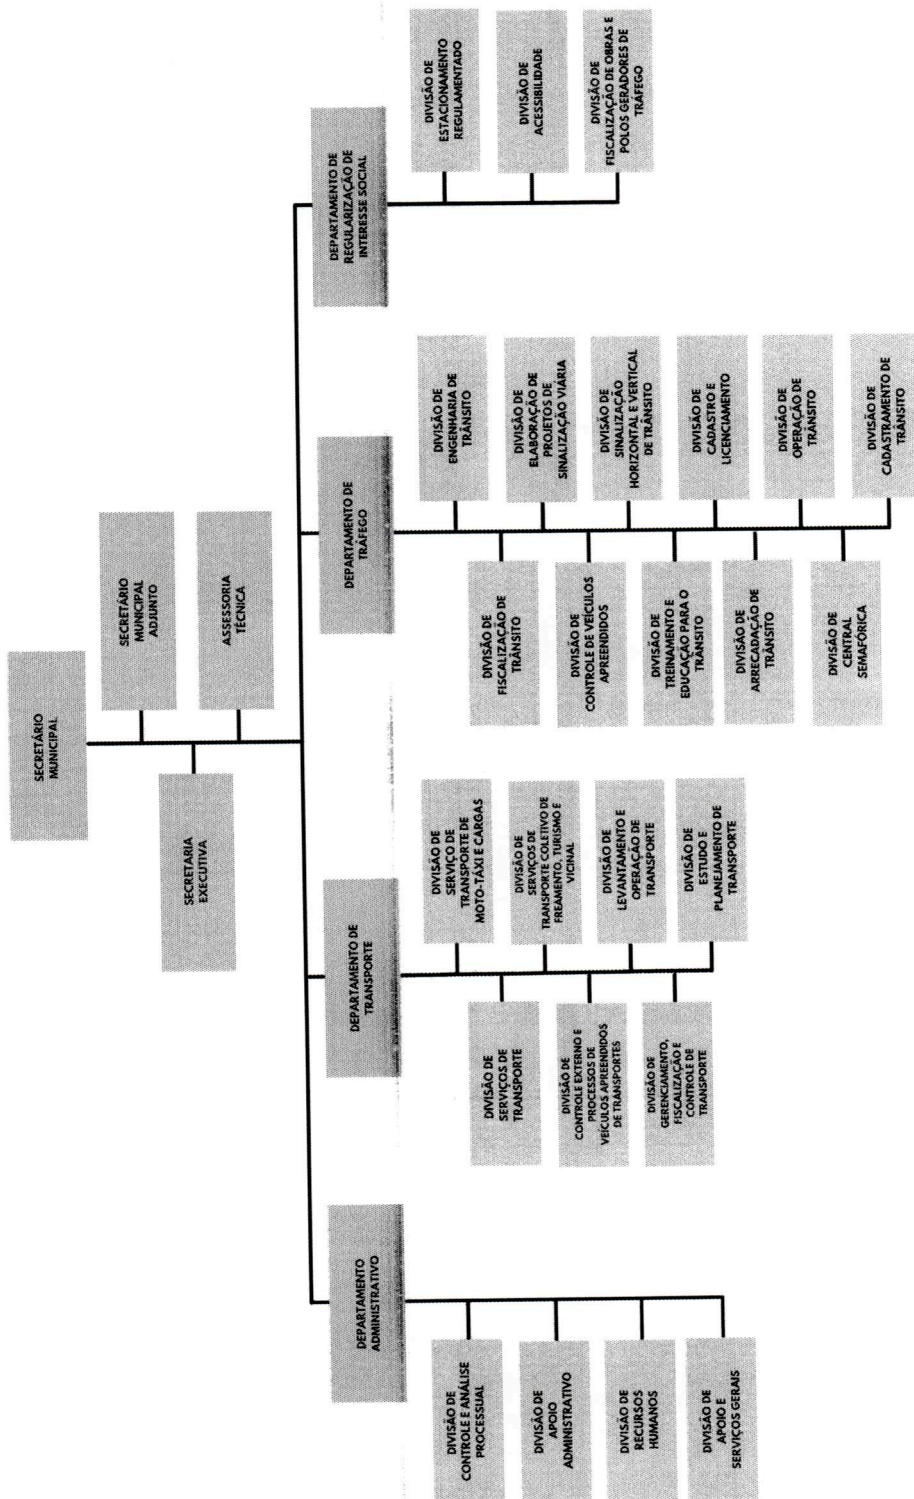 SECRETÁRIO
MUNICIPAL
SECRETÁRIO
MUNICIPAL
ADJUNTO
SECRETARIA
EXECUTIVA
ASSESSORIA
TÉCNICA
DEPARTAMENTO
ADMINISTRATIVO
DIVISÃO DE
CONTROLE E ANÁLISE
PROCESSUAL
DIVISÃO DE
APOIO
ADMINISTRATIVO
DIVISÃO DE
RECURSOS
HUMANOS
DIVISÃO DE
APOIO E
SERVIÇOS GERAIS
DEPARTAMENTO DE
TRANSPORTE
DIVISÃO DE
SERVIÇO DE
TRANSPORTE DE
MOTO-TÁXI E CARGAS
DIVISÃO DE
SERVIÇOS DE
TRANSPORTE
DIVISÃO DE
SERVIÇOS DE
TRANSPORTE COLETIVO DE
FREAMENTO, TURISMO E
VICINAL
DIVISÃO DE
CONTROLE EXTERNO E
PROCESSOS DE
VEÍCULOS APREENDIDOS
DE TRANSPORTES
DIVISÃO DE
LEVANTAMENTO E
OPERAÇÃO DE
TRANSPORTE
DIVISÃO DE
GERENCIAMENTO,
FISCALIZAÇÃO E
CONTROLE DE
TRANSPORTE
DIVISÃO DE
ESTUDO E
PLANEJAMENTO DE
TRANSPORTE
DEPARTAMENTO DE
TRÁFEGO
DIVISÃO DE
ENGENHARIA DE
TRÂNSITO
DIVISÃO DE
FISCALIZAÇÃO DE
TRÂNSITO
DIVISÃO DE
ELABORAÇÃO DE
PROJETOS DE
SINALIZAÇÃO VIÁRIA
DIVISÃO DE
CONTROLE DE VEÍCULOS
APREENDIDOS
DIVISÃO DE
SINALIZAÇÃO
HORIZONTAL E VERTICAL
DE TRÂNSITO
DIVISÃO DE
TREINAMENTO E
EDUCAÇÃO PARA O
TRÂNSITO
DIVISÃO DE
CADASTRO E
LICENCIAMENTO
DIVISÃO DE
ARRECADAÇÃO DE
TRÂNSITO
DIVISÃO DE
OPERAÇÃO DE
TRÂNSITO
DIVISÃO DE
CENTRAL
SEMAFÓRICA
DIVISÃO DE
CADASTRAMENTO DE
TRÂNSITO
DEPARTAMENTO DE
REGULARIZAÇÃO DE
INTERESSE SOCIAL
DIVISÃO DE
ESTACIONAMENTO
REGULAMENTADO
DIVISÃO DE
ACESSIBILIDADE
DIVISÃO DE
FISCALIZAÇÃO DE OBRAS E
POLOS GERADORES DE
TRÁFEGO